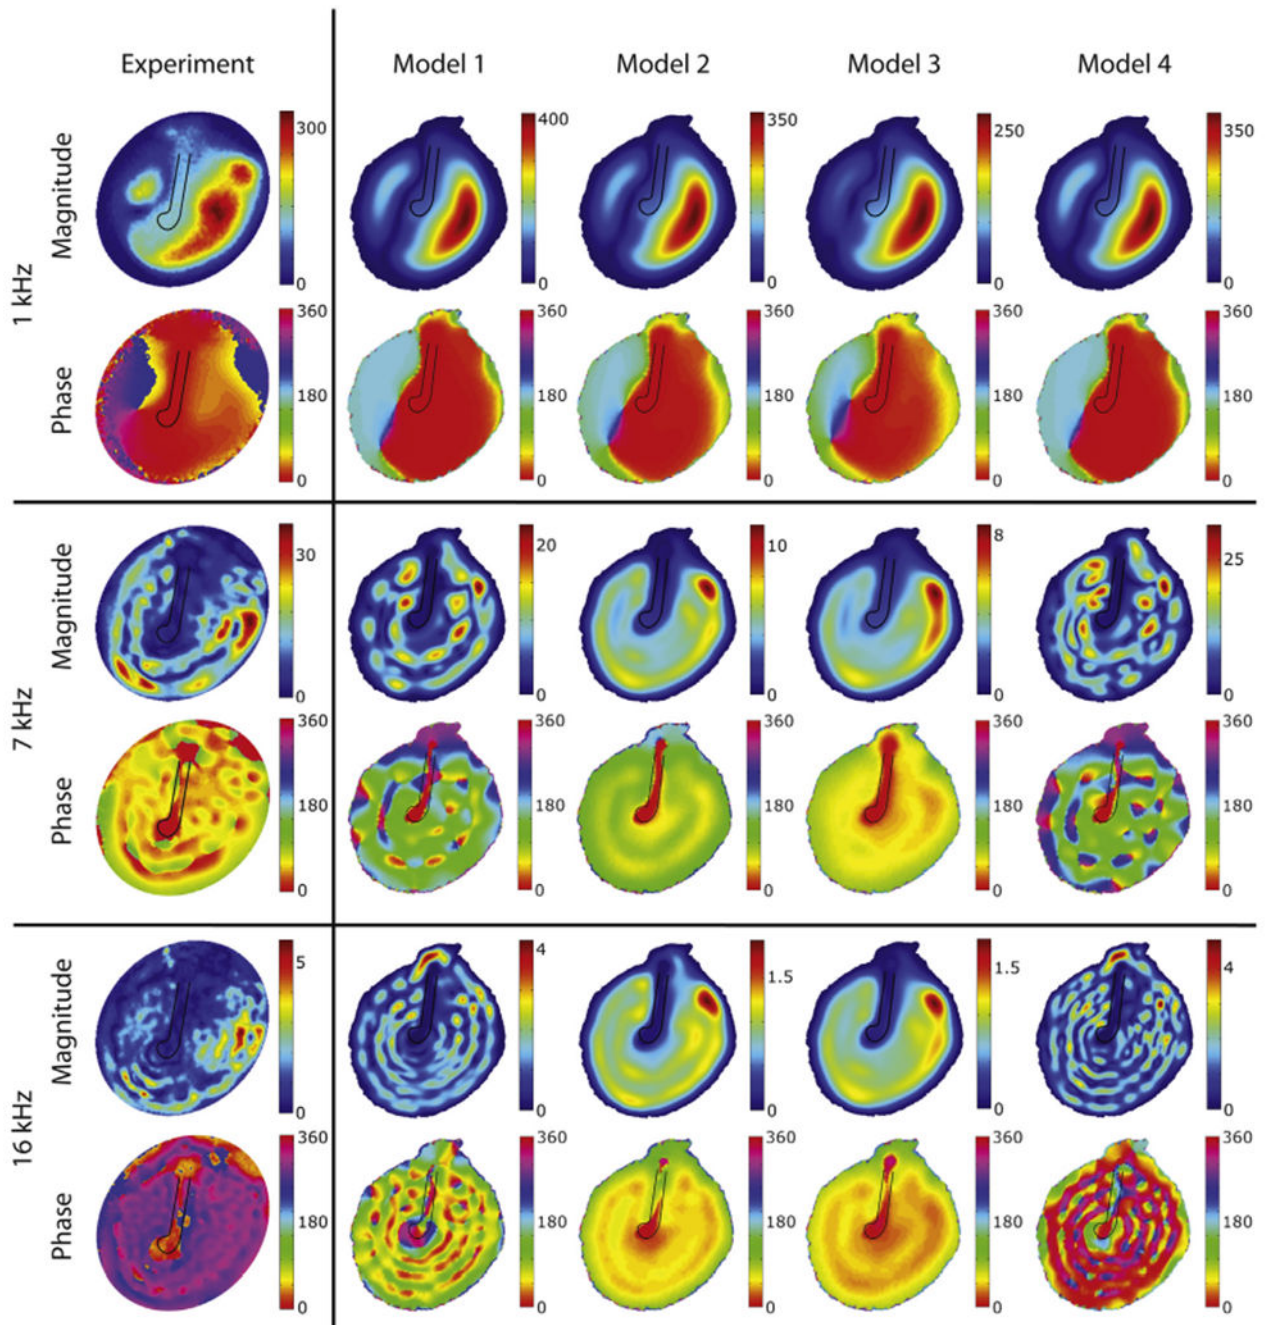 Experiment Model 1 Model 2 Model 3 Model 4
1 kHz
Magnitude
300 400 350 250 350
0 0 0 0 0
Phase
360 360 360 360 360
180 180 180 180 180
0 0 0 0 0
7 kHz
Magnitude
30 20 10 8 25
0 0 0 0 0
Phase
360 360 360 360 360
180 180 180 180 180
0 0 0 0 0
16 kHz
Magnitude
5 4 1.5 1.5 4
0 0 0 0 0
Phase
360 360 360 360 360
180 180 180 180 180
0 0 0 0 0